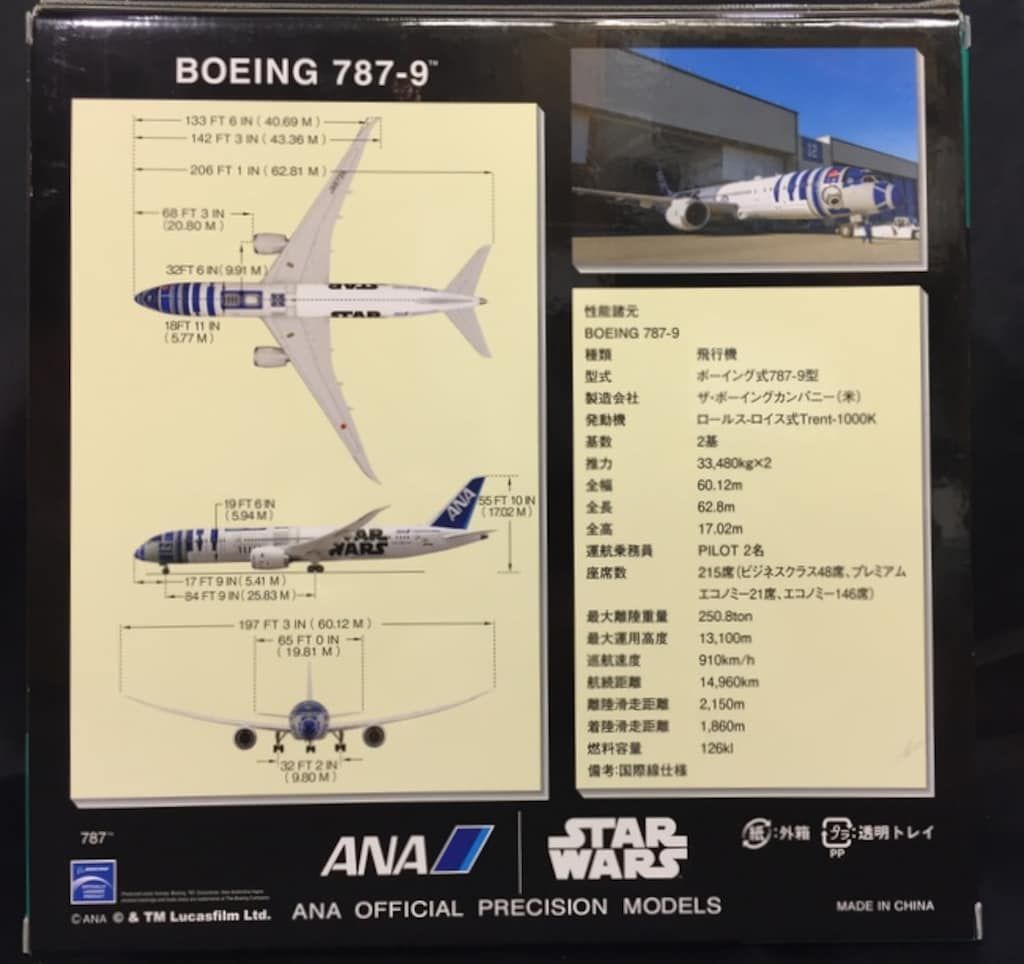 BOEING 787-9™
133 FT 6 IN ( 40.69 M )
142 FT 3 IN ( 43.36 M )
206 FT 1 IN ( 62.81 M )
68 FT 3 IN
(20.80 M )
32FT 6 IN( 9.91 M )
18FT 11 IN
( 5.77 M )
STAR
STAR
19 FT 6 IN
( 5.94 M )
ANA
55 FT 10 IN
( 17.02 M )
STAR
WARS
17 FT 9 IN( 5.41 M )
84 FT 9 IN( 25.83 M )
197 FT 3 IN ( 60.12 M )
65 FT 0 IN
( 19.81 M )
32 FT 2 IN
( 9.80 M )
性能諸元
BOEING 787-9
種類 飛行機
型式 ボーイング式787-9型
製造会社 ザ・ボーイングカンパニー(米)
発動機 ロールス-ロイス式Trent-1000K
基数 2基
推力 33,480kg×2
全幅 60.12m
全長 62.8m
全高 17.02m
運航乗務員 PILOT 2名
座席数 215席(ビジネスクラス48席、プレミアム
エコノミー21席、エコノミー146席)
最大離陸重量 250.8ton
最大運用高度 13,100m
巡航速度 910km/h
航続距離 14,960km
離陸滑走距離 2,150m
着陸滑走距離 1,860m
燃料容量 126kl
備考:国際線仕様
787™
BOEING
OFFICIALLY
LICENSED
PRODUCT
©ANA © & TM Lucasfilm Ltd.
ANA
STAR
WARS
ANA OFFICIAL PRECISION MODELS
紙:外箱 プラ:透明トレイ
PP
MADE IN CHINA